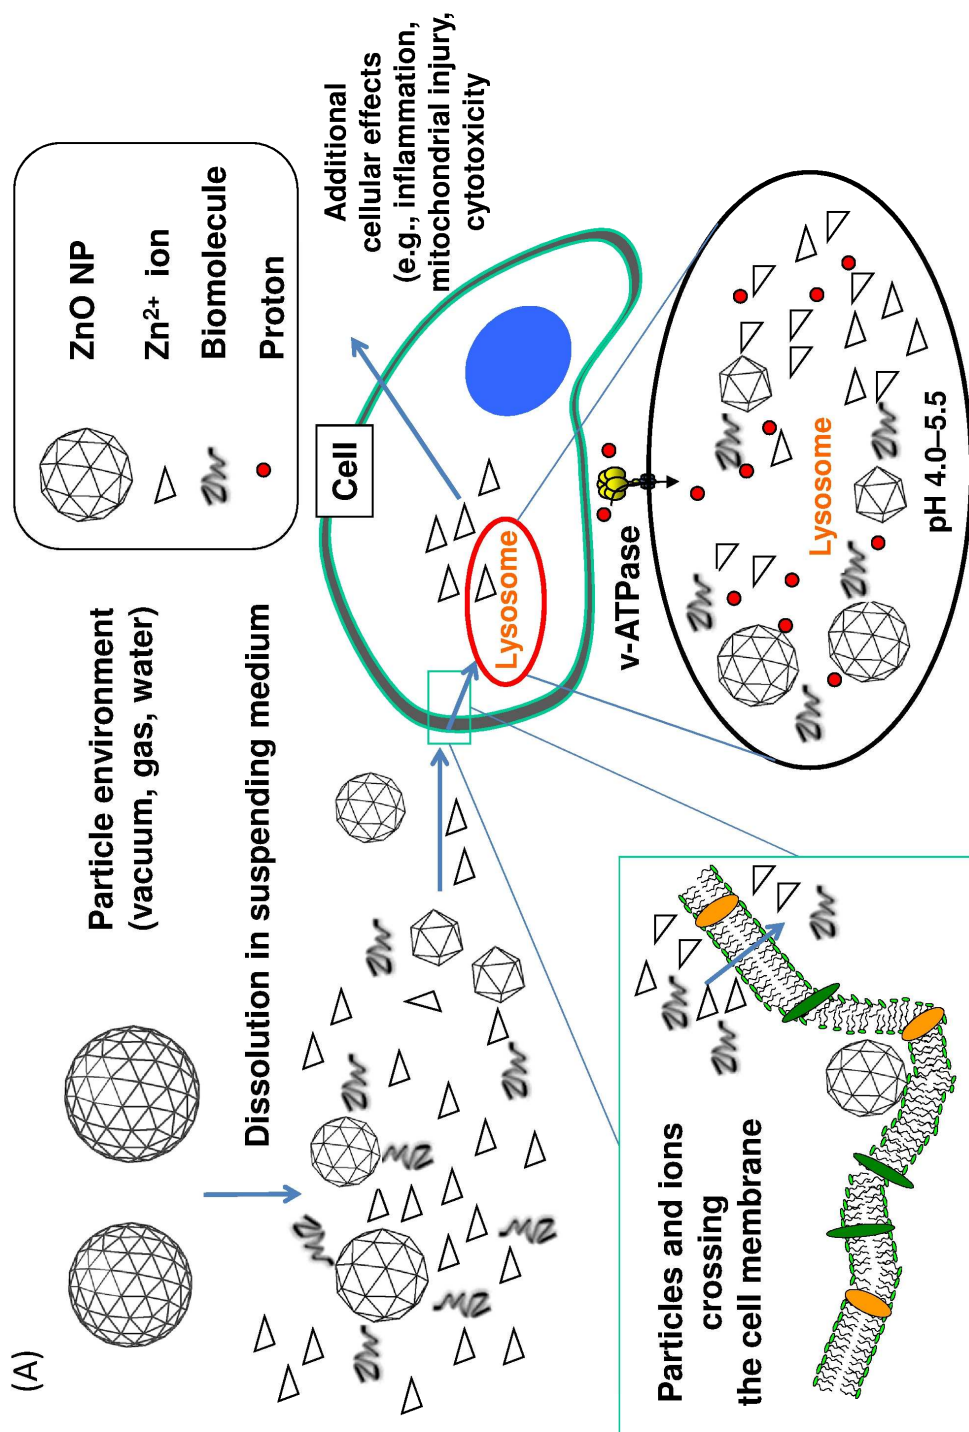 (A)
Particle environment
(vacuum, gas, water)
Dissolution in suspending medium
ZnO NP
Zn²⁺ ion
Biomolecule
Proton
Cell
Lysosome
Additional
cellular effects
(e.g., inflammation,
mitochondrial injury,
cytotoxicity
Particles and ions
crossing
the cell membrane
v-ATPase
Lysosome
pH 4.0–5.5